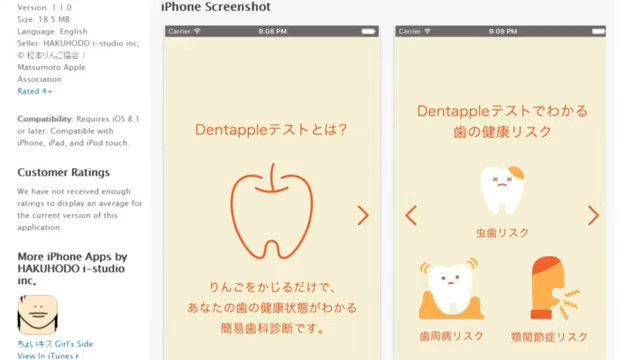 Version: 1.1.0
Size: 18.5 MB
Language: English
Seller: HAKUHODO i-studio inc,
© 松本りんご協会 /
Matsumoto Apple
Association
Rated 4+
Compatibility: Requires iOS 8.1
or later. Compatible with
iPhone, iPad, and iPod touch.
Customer Ratings
We have not received enough
ratings to display an average for
the current version of this
application.
More iPhone Apps by
HAKUHODO i-studio
inc,
ちょいキス Girl's Side
View In iTunes
iPhone Screenshot
Carrier
9:08 PM
Dentappleテストとは?
りんごをかじるだけで、
あなたの歯の健康状態がわかる
簡易歯科診断です。
Carrier
9:09 PM
Dentappleテストでわかる
歯の健康リスク
虫歯リスク
歯周病リスク
顎関節症リスク